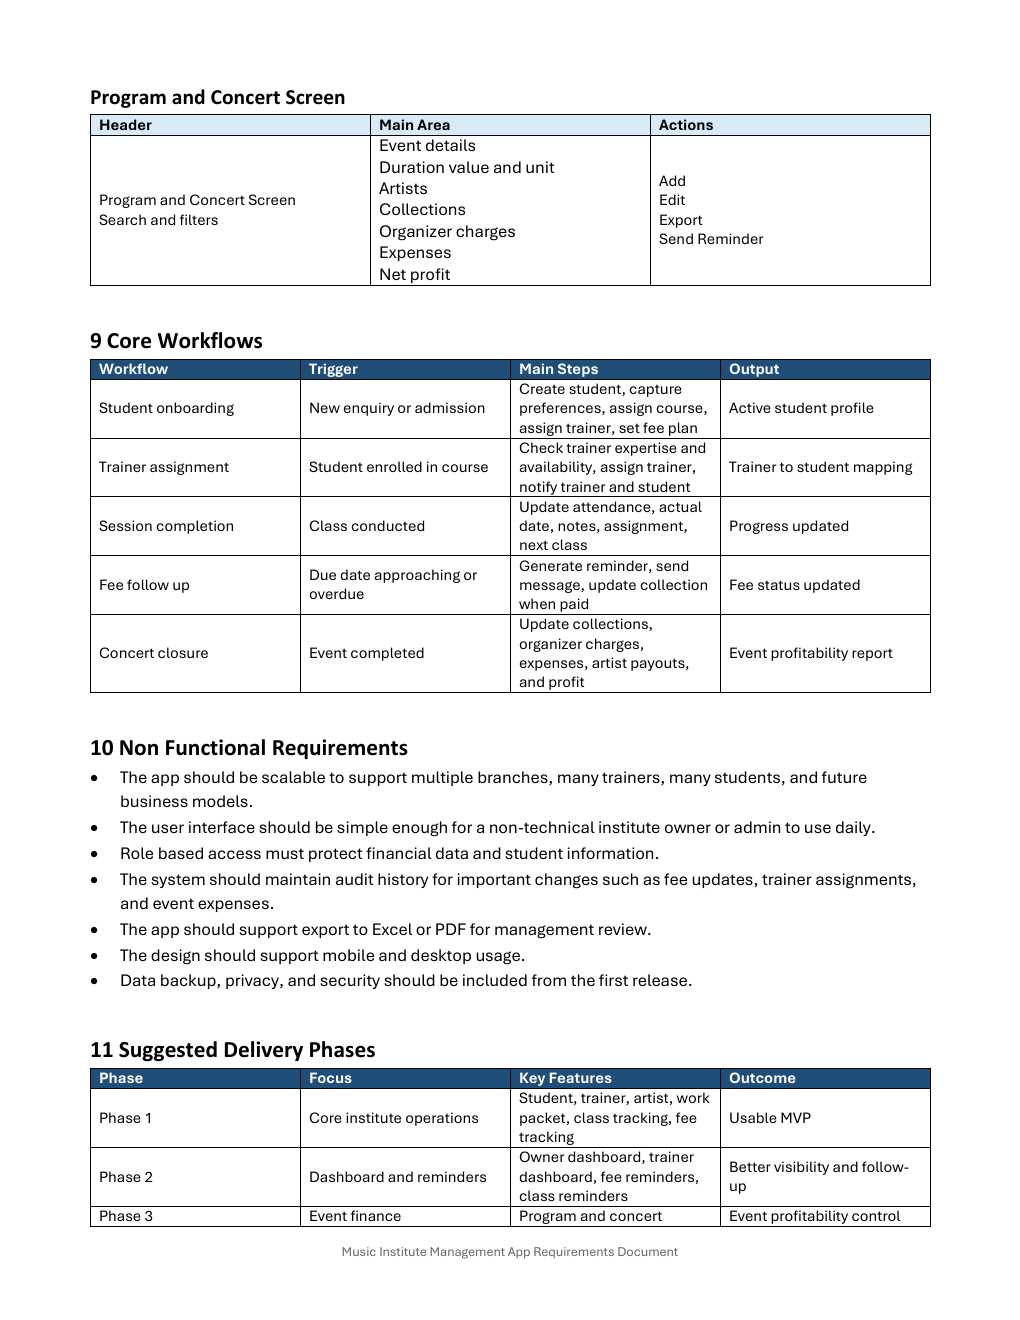 Program and Concert Screen
Header
Main Area
Actions
Program and Concert Screen
Search and filters
Event details
Duration value and unit
Artists
Collections
Organizer charges
Expenses
Net profit
Add
Edit
Export
Send Reminder
9 Core Workflows
Workflow
Trigger
Main Steps
Output
Student onboarding
New enquiry or admission
Create student, capture
preferences, assign course,
assign trainer, set fee plan
Active student profile
Trainer assignment
Student enrolled in course
Check trainer expertise and
availability, assign trainer,
notify trainer and student
Trainer to student mapping
Session completion
Class conducted
Update attendance, actual
date, notes, assignment,
next class
Progress updated
Fee follow up
Due date approaching or
overdue
Generate reminder, send
message, update collection
when paid
Fee status updated
Concert closure
Event completed
Update collections,
organizer charges,
expenses, artist payouts,
and profit
Event profitability report
10 Non Functional Requirements
• The app should be scalable to support multiple branches, many trainers, many students, and future
business models.
• The user interface should be simple enough for a non-technical institute owner or admin to use daily.
• Role based access must protect financial data and student information.
• The system should maintain audit history for important changes such as fee updates, trainer assignments,
and event expenses.
• The app should support export to Excel or PDF for management review.
• The design should support mobile and desktop usage.
• Data backup, privacy, and security should be included from the first release.
11 Suggested Delivery Phases
Phase
Focus
Key Features
Outcome
Phase 1
Core institute operations
Student, trainer, artist, work
packet, class tracking, fee
tracking
Usable MVP
Phase 2
Dashboard and reminders
Owner dashboard, trainer
dashboard, fee reminders,
class reminders
Better visibility and follow-
up
Phase 3
Event finance
Program and concert
Event profitability control
Music Institute Management App Requirements Document